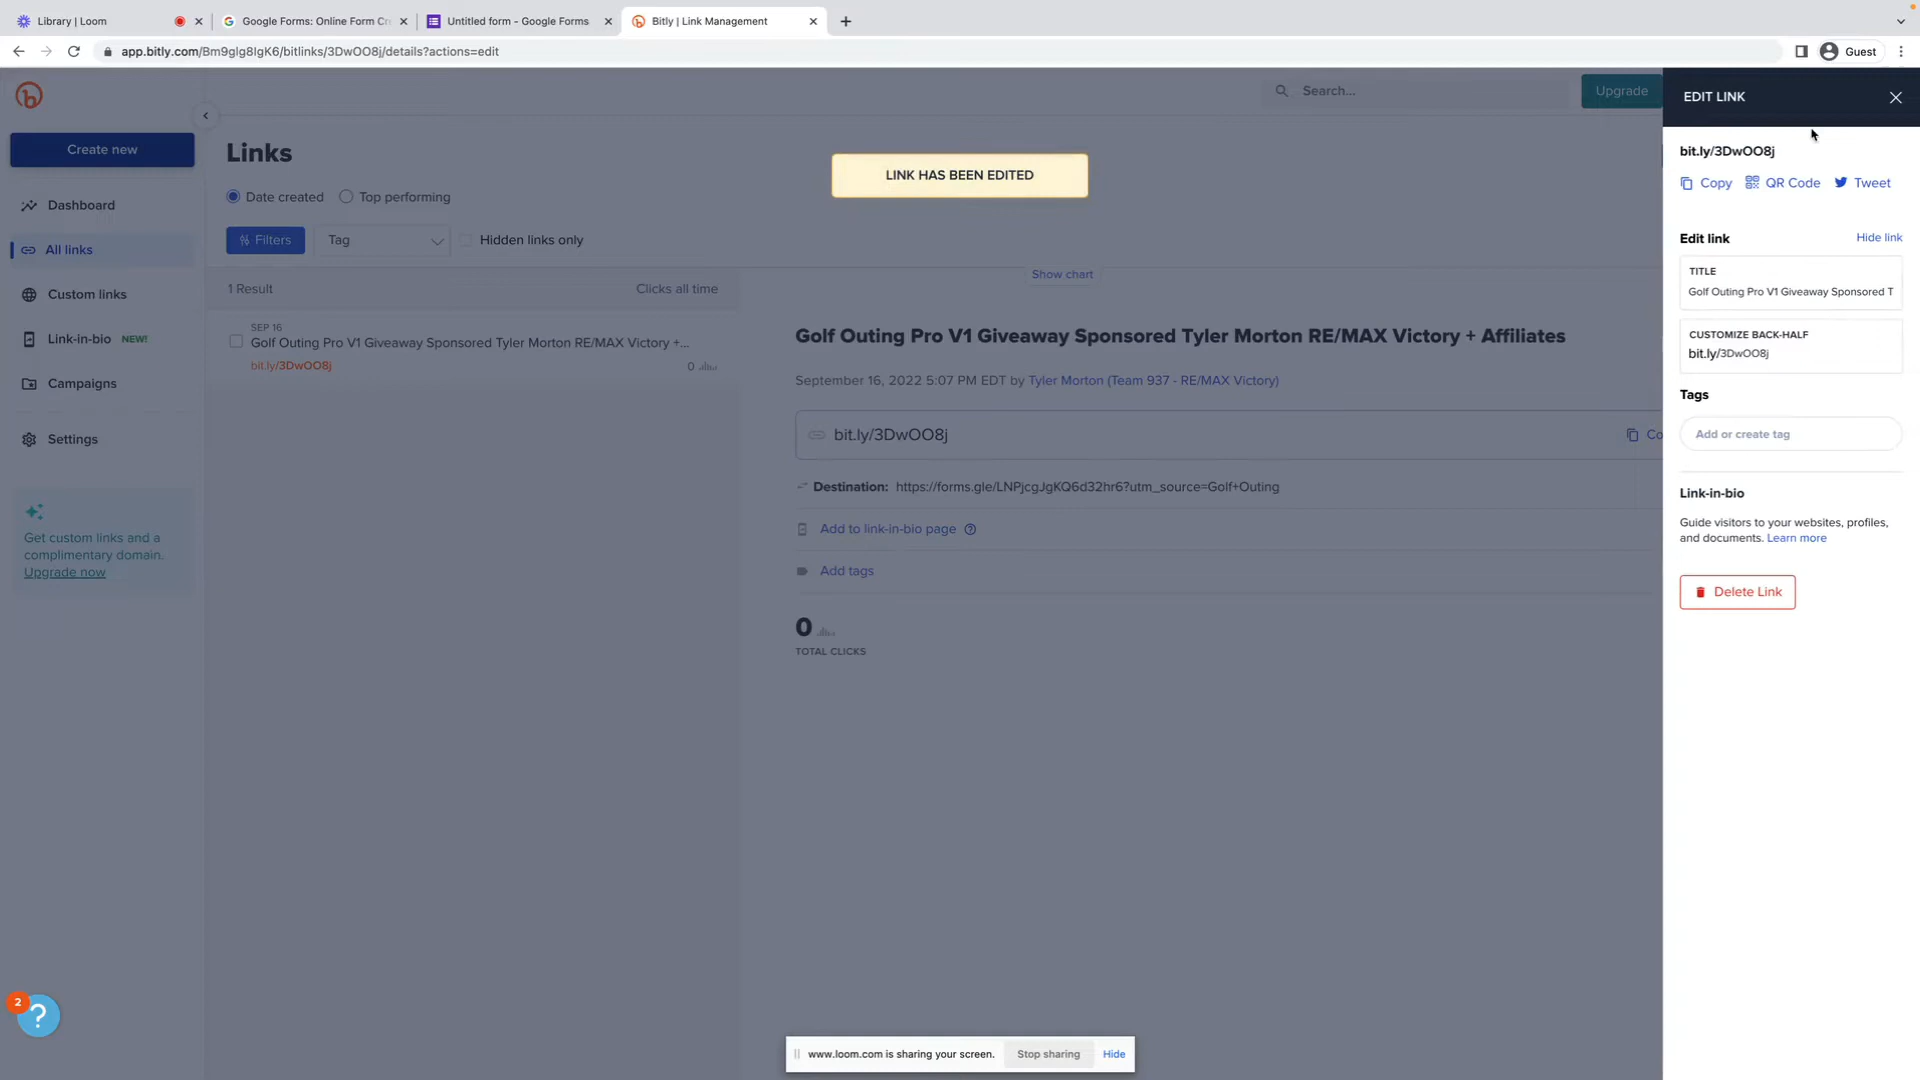 Library | Loom
Google Forms: Online Form Cr
Untitled form - Google Forms
Bitly | Link Management
app.bitly.com/Bm9glg8lgK6/bitlinks/3DwOO8j/details?actions=edit
Guest
Create new
Dashboard
All links
Custom links
Link-in-bio NEW!
Campaigns
Settings
Get custom links and a
complimentary domain.
Upgrade now
2
?
Links
Search...
Upgrade
LINK HAS BEEN EDITED
Date created
Top performing
Filters
Tag
Hidden links only
1 Result
Clicks all time
SEP 16
Golf Outing Pro V1 Giveaway Sponsored Tyler Morton RE/MAX Victory +...
bit.ly/3DwOO8j
0
Show chart
Golf Outing Pro V1 Giveaway Sponsored Tyler Morton RE/MAX Victory + Affiliates
September 16, 2022 5:07 PM EDT by Tyler Morton (Team 937 - RE/MAX Victory)
bit.ly/3DwOO8j
Co
Destination: https://forms.gle/LNPjcgJgKQ6d32hr6?utm_source=Golf+Outing
Add to link-in-bio page
Add tags
0
TOTAL CLICKS
EDIT LINK
bit.ly/3DwOO8j
Copy QR Code Tweet
Edit link
Hide link
TITLE
Golf Outing Pro V1 Giveaway Sponsored T
CUSTOMIZE BACK-HALF
bit.ly/3DwOO8j
Tags
Add or create tag
Link-in-bio
Guide visitors to your websites, profiles,
and documents. Learn more
Delete Link
www.loom.com is sharing your screen.
Stop sharing
Hide